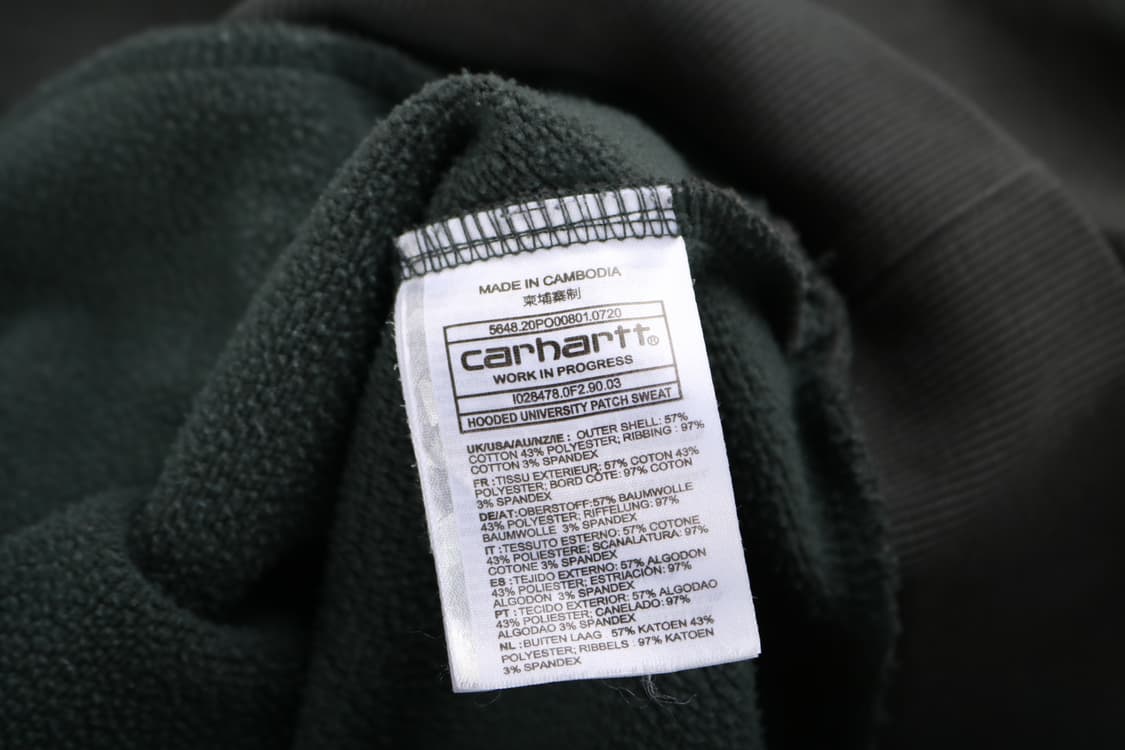 MADE IN CAMBODIA
柬埔寨制
5648.20PO00801.0720
carhartt®
WORK IN PROGRESS
I028478.0F2.90.03
HOODED UNIVERSITY PATCH SWEAT
UK/USA/AU/NZ/IE : OUTER SHELL: 57%
COTTON 43% POLYESTER; RIBBING : 97%
COTTON 3% SPANDEX
FR :TISSU EXTERIEUR: 57% COTON 43%
POLYESTER; BORD CÔTE: 97% COTON
3% SPANDEX
DE/AT:OBERSTOFF:57% BAUMWOLLE
43% POLYESTER; RIFFELUNG: 97%
BAUMWOLLE 3% SPANDEX
IT :TESSUTO ESTERNO: 57% COTONE
43% POLIESTERE; SCANALATURA: 97%
COTONE 3% SPANDEX
ES :TEJIDO EXTERNO: 57% ALGODON
43% POLIESTER; ESTRIACIÓN: 97%
ALGODON 3% SPANDEX
PT : TECIDO EXTERIOR: 57% ALGODAO
43% POLIESTER; CANELADO: 97%
ALGODAO 3% SPANDEX
NL :BUITEN LAAG 57% KATOEN 43%
POLYESTER; RIBBELS : 97% KATOEN
3% SPANDEX